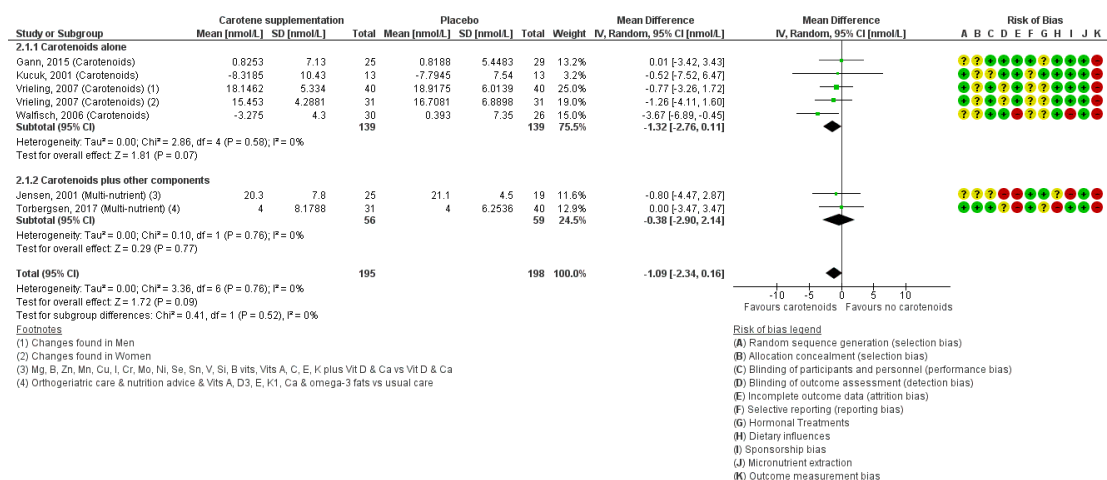 Carotene supplementation Placebo Mean Difference Mean Difference Risk of Bias
Study or Subgroup Mean [nmol/L] SD [nmol/L] Total Mean [nmol/L] SD [nmol/L] Total Weight IV, Random, 95% CI [nmol/L] IV, Random, 95% CI [nmol/L] A B C D E F G H I J K
2.1.1 Carotenoids alone
Gann, 2015 (Carotenoids) 0.8253 7.13 25 0.8188 5.4483 29 13.2% 0.01 [-3.42, 3.43] ? ? + + + ? ? + + + -
Kucuk, 2001 (Carotenoids) -8.3185 10.43 13 -7.7945 7.54 13 3.2% -0.52 [-7.52, 6.47]
Vrieling, 2007 (Carotenoids) (1) 18.1462 5.334 40 18.9175 6.0139 40 26.1% -0.77 [-3.26, 1.72]
Vrieling, 2007 (Carotenoids) (2) 15.453 4.2881 31 16.7081 6.8898 31 19.0% -1.26 [-4.11, 1.60]
Walfisch, 2006 (Carotenoids) -3.275 4.3 30 0.393 7.35 26 15.6% -3.67 [-6.89, -0.45]
Subtotal (95% CI) 139 139 75.5% -1.32 [-2.76, 0.11]
Heterogeneity: Tau² = 0.00; Chi² = 2.86, df = 4 (P = 0.58); I² = 0%
Test for overall effect: Z = 1.81 (P = 0.07)
2.1.2 Carotenoids plus other components
Jensen, 2001 (Multi-nutrient) (3) 20.3 7.8 25 21.1 4.5 19 11.6% -0.80 [-4.47, 2.87]
Torbergsen, 2017 (Multi-nutrient) (4) 4 8.1788 31 4 6.2536 40 12.9% 0.00 [-3.47, 3.47]
Subtotal (95% CI) 56 59 24.5% -0.38 [-2.90, 2.14]
Heterogeneity: Tau² = 0.00; Chi² = 0.10, df = 1 (P = 0.76); I² = 0%
Test for overall effect: Z = 0.29 (P = 0.77)
Total (95% CI) 195 198 100.0% -1.09 [-2.34, 0.16]
Heterogeneity: Tau² = 0.00; Chi² = 3.36, df = 6 (P = 0.76); I² = 0%
Test for overall effect: Z = 1.72 (P = 0.09)
Test for subgroup differences: Chi² = 0.41, df = 1 (P = 0.52), I² = 0%
-10 -5 0 5 10
Favours carotenoids Favours no carotenoids
Footnotes
(1) Changes found in Men
(2) Changes found in Women
(3) Mg, B, Zn, Mn, Cu, I, Cr, Mo, Ni, Se, Sn, V, Si, B vits, Vits A, C, E, K plus Vit D & Ca vs Vit D & Ca
(4) Orthogeriatric care & nutrition advice & Vits A, D3, E, K1, Ca & omega-3 fats vs usual care
Risk of bias legend
(A) Random sequence generation (selection bias)
(B) Allocation concealment (selection bias)
(C) Blinding of participants and personnel (performance bias)
(D) Blinding of outcome assessment (detection bias)
(E) Incomplete outcome data (attrition bias)
(F) Selective reporting (reporting bias)
(G) Hormonal Treatments
(H) Dietary influences
(I) Sponsorship bias
(J) Micronutrient extraction
(K) Outcome measurement bias